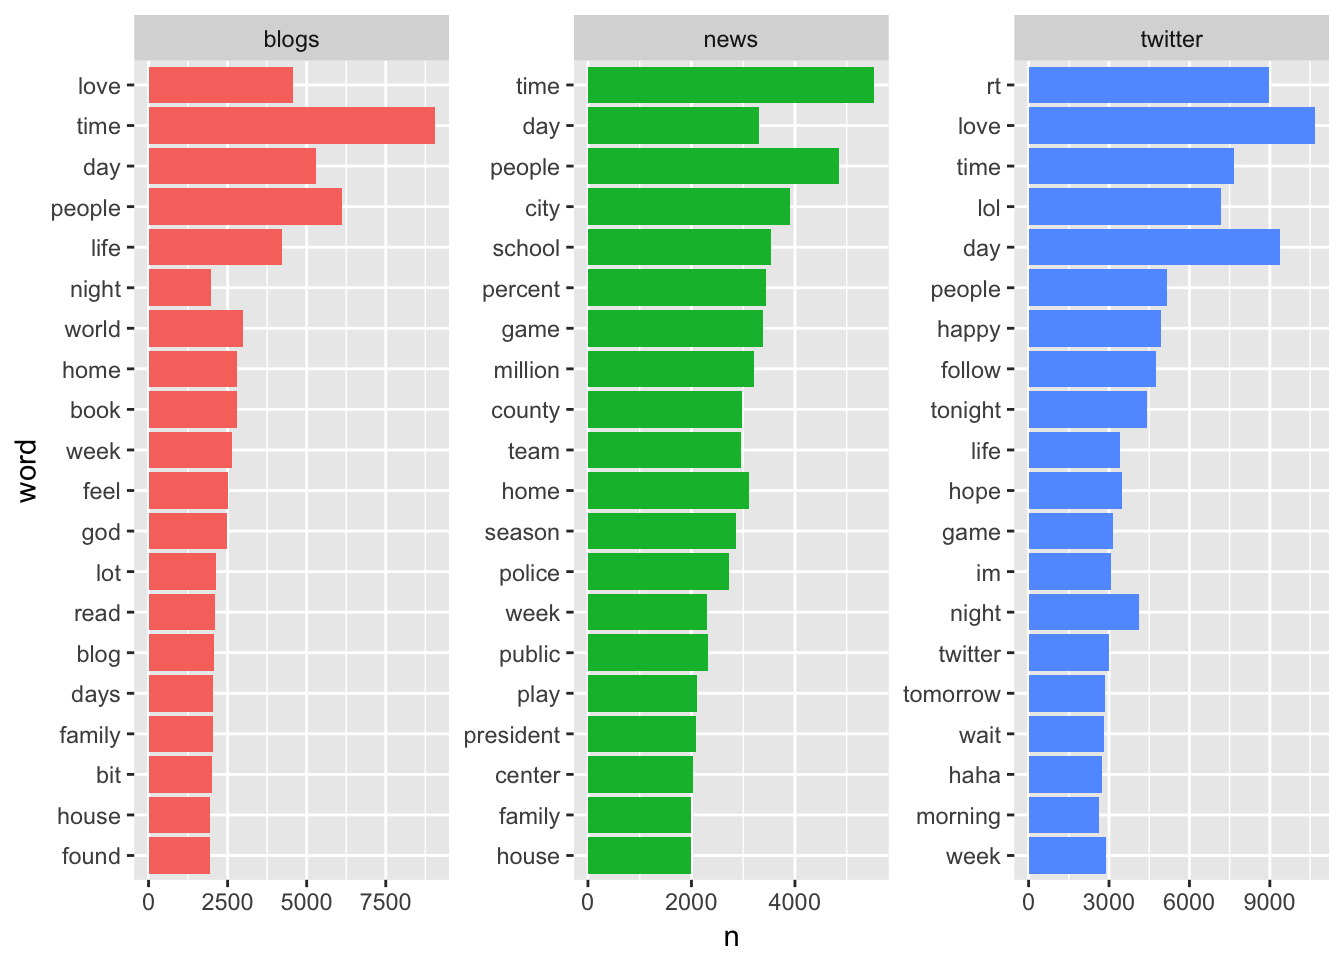 blogs
love
time
day
people
life
night
world
home
book
week
feel
god
lot
read
blog
days
family
bit
house
found
0 2500 5000 7500
news
time
day
people
city
school
percent
game
million
county
team
home
season
police
week
public
play
president
center
family
house
0 2000 4000
twitter
rt
love
time
lol
day
people
happy
follow
tonight
life
hope
game
im
night
twitter
tomorrow
wait
haha
morning
week
0 3000 6000 9000
word
n